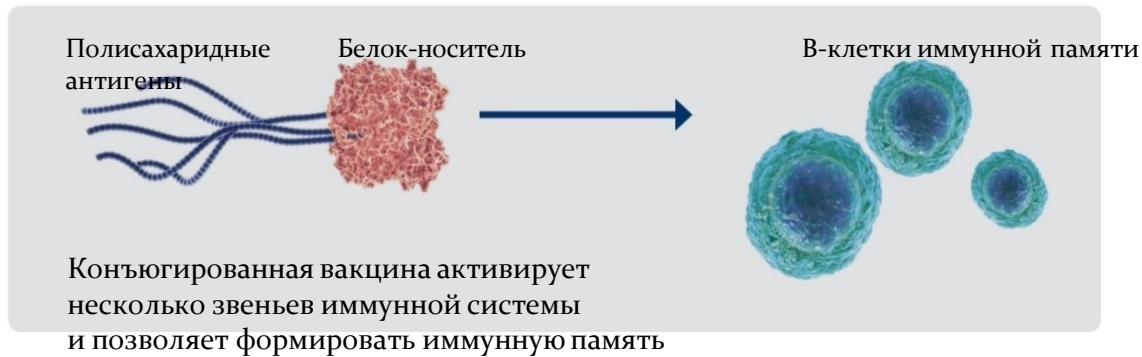 Полисахаридные
антигены
Белок-носитель
В-клетки иммунной памяти
Конъюгированная вакцина активирует
несколько звеньев иммунной системы
и позволяет формировать иммунную память